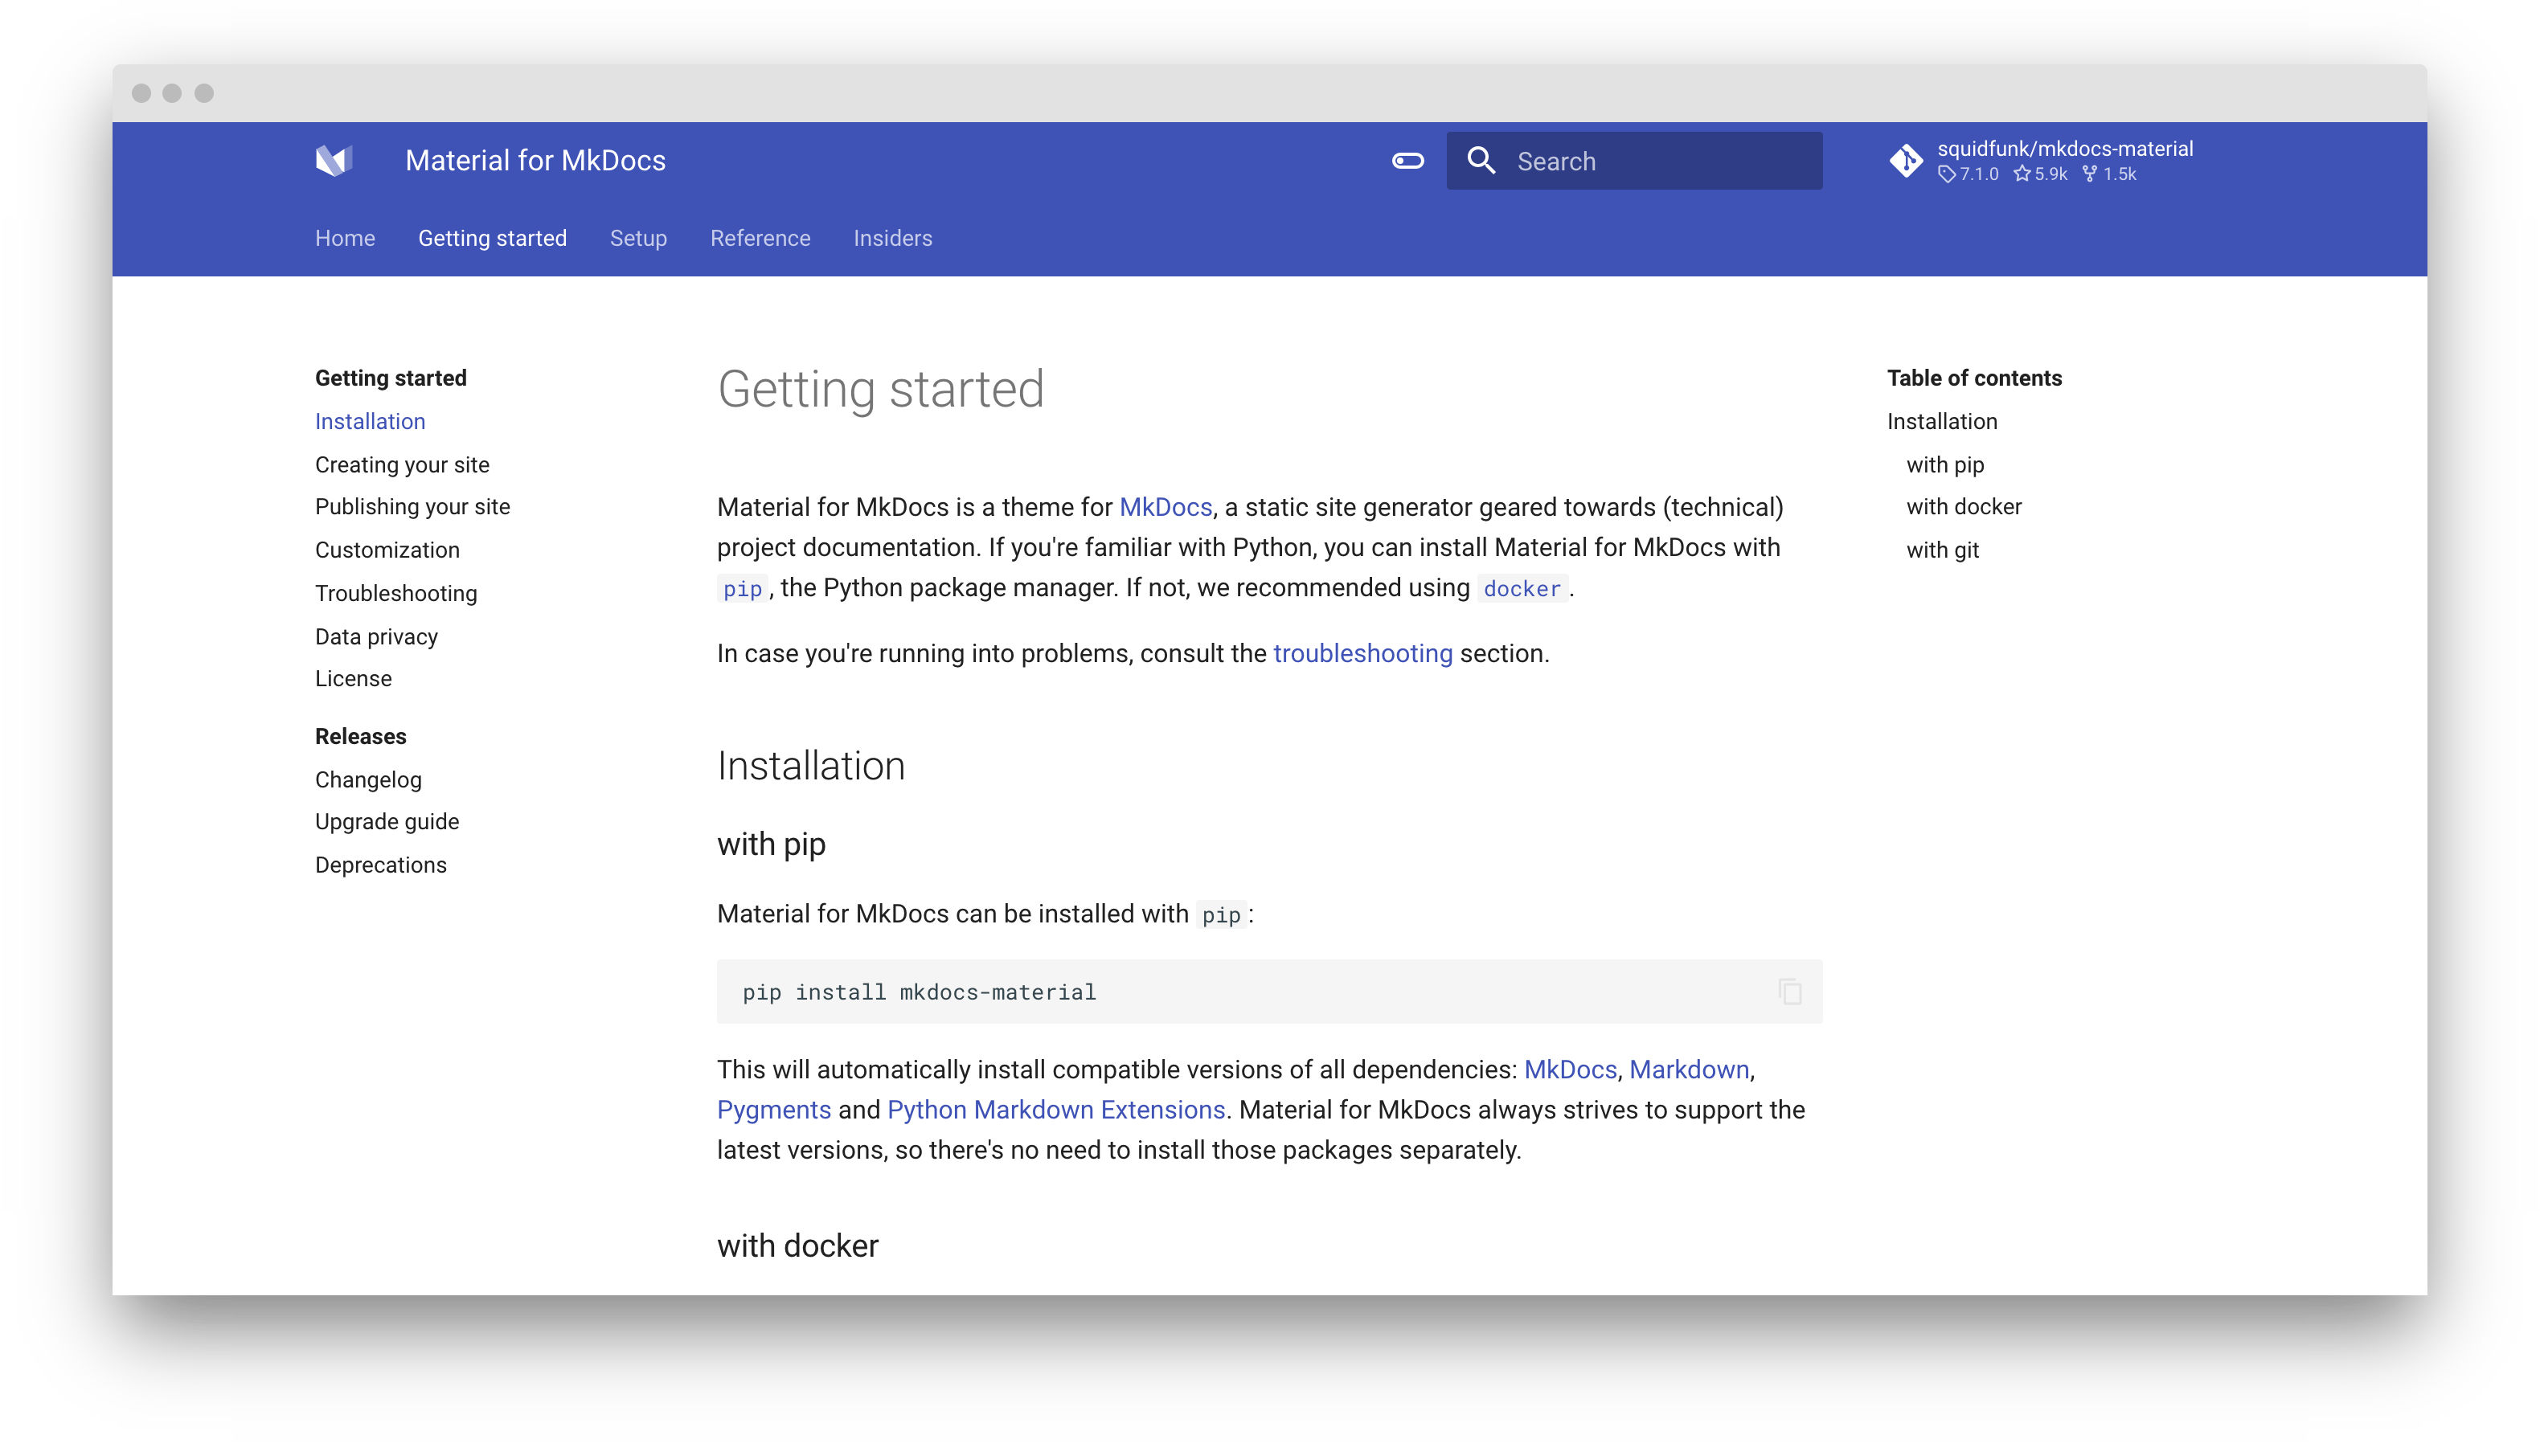 Material for MkDocs
Search
squidfunk/mkdocs-material
7.1.0 5.9k 1.5k
Home Getting started Setup Reference Insiders
Getting started
Installation
Creating your site
Publishing your site
Customization
Troubleshooting
Data privacy
License
Releases
Changelog
Upgrade guide
Deprecations
Getting started
Material for MkDocs is a theme for MkDocs, a static site generator geared towards (technical)
project documentation. If you're familiar with Python, you can install Material for MkDocs with
pip, the Python package manager. If not, we recommended using docker.
In case you're running into problems, consult the troubleshooting section.
Installation
with pip
Material for MkDocs can be installed with pip:
pip install mkdocs-material
This will automatically install compatible versions of all dependencies: MkDocs, Markdown,
Pygments and Python Markdown Extensions. Material for MkDocs always strives to support the
latest versions, so there's no need to install those packages separately.
with docker
Table of contents
Installation
with pip
with docker
with git